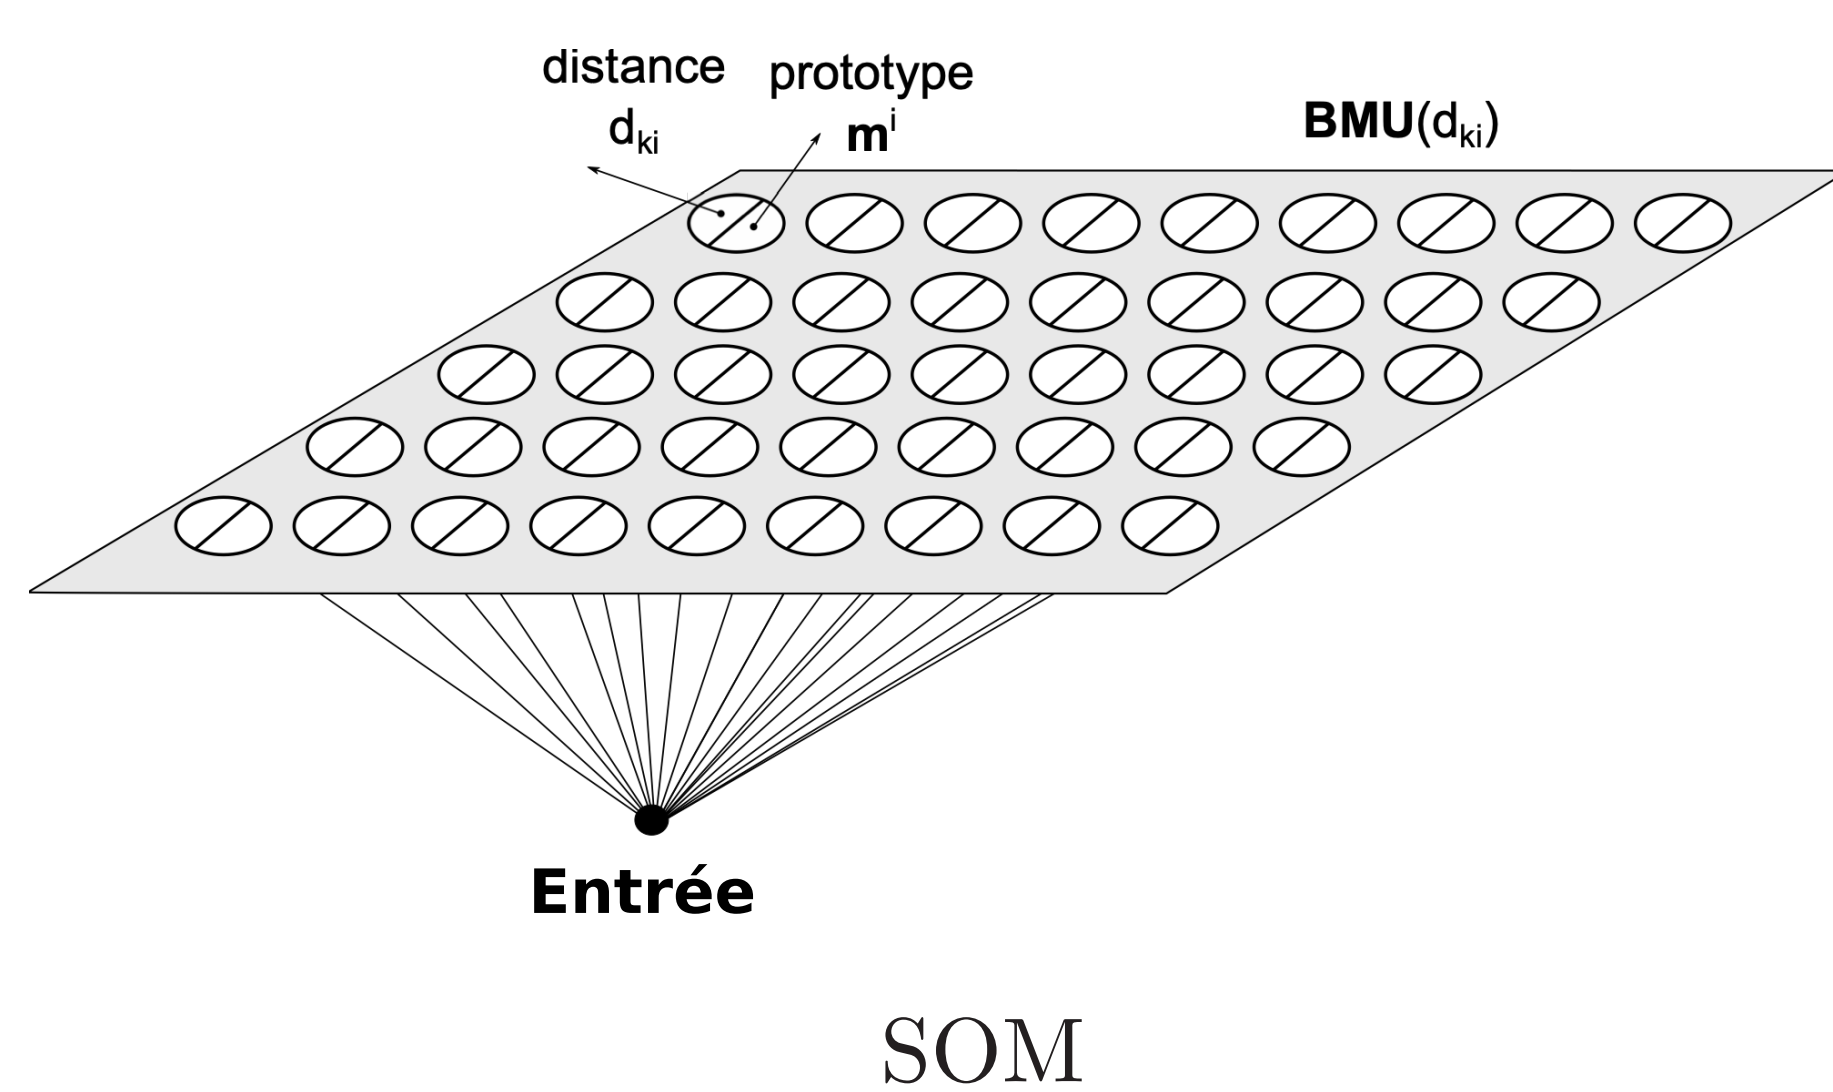 distance
d_ki
prototype
m^i
BMU(d_ki)
Entrée
SOM